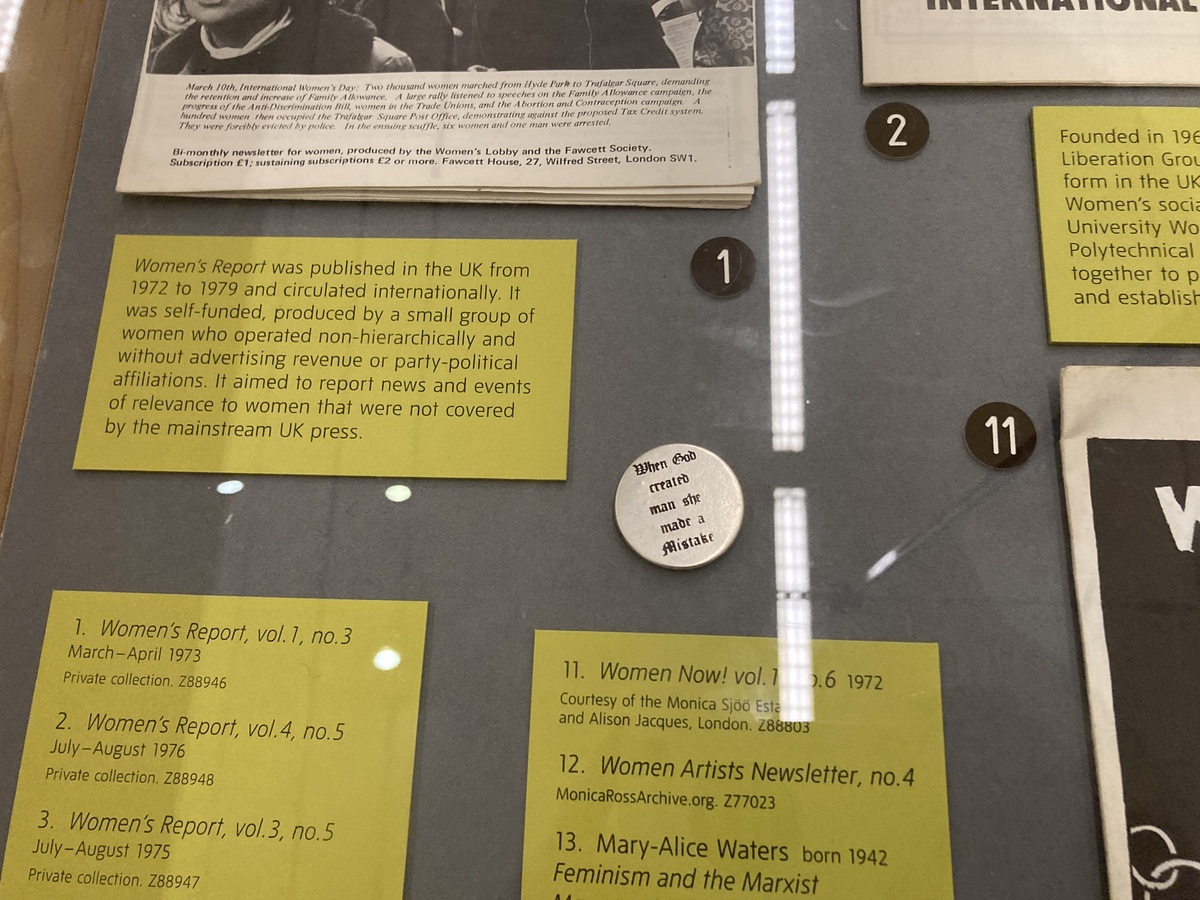 March 10th, International Women's Day: Two thousand women marched from Hyde Park to Trafalgar Square, demanding
the retention and increase of Family Allowance. A large rally listened to speeches on the Family Allowance campaign, the
progress of the Anti-Discrimination Bill, women in the Trade Unions, and the Abortion and Contraception campaign. A
hundred women then occupied the Trafalgar Square Post Office, demonstrating against the proposed Tax Credit system.
They were forcibly evicted by police. In the ensuing scuffle, six women and one man were arrested.
Bi-monthly newsletter for women, produced by the Women's Lobby and the Fawcett Society.
Subscription £1; sustaining subscriptions £2 or more. Fawcett House, 27, Wilfred Street, London SW1.
INTERNATIONAL
2
Founded in 196
Liberation Grou
form in the UK
Women's socia
University Wo
Polytechnical
together to p
and establish
1
Women's Report was published in the UK from
1972 to 1979 and circulated internationally. It
was self-funded, produced by a small group of
women who operated non-hierarchically and
without advertising revenue or party-political
affiliations. It aimed to report news and events
of relevance to women that were not covered
by the mainstream UK press.
11
When God
created
man she
made a
Mistake
1. Women's Report, vol.1, no.3
March–April 1973
Private collection. Z88946
2. Women's Report, vol.4, no.5
July–August 1976
Private collection. Z88948
3. Women's Report, vol.3, no.5
July–August 1975
Private collection. Z88947
11. Women Now! vol.1 .6 1972
Courtesy of the Monica Sjöö Esta
and Alison Jacques, London. Z88803
12. Women Artists Newsletter, no.4
MonicaRossArchive.org. Z77023
13. Mary-Alice Waters born 1942
Feminism and the Marxist